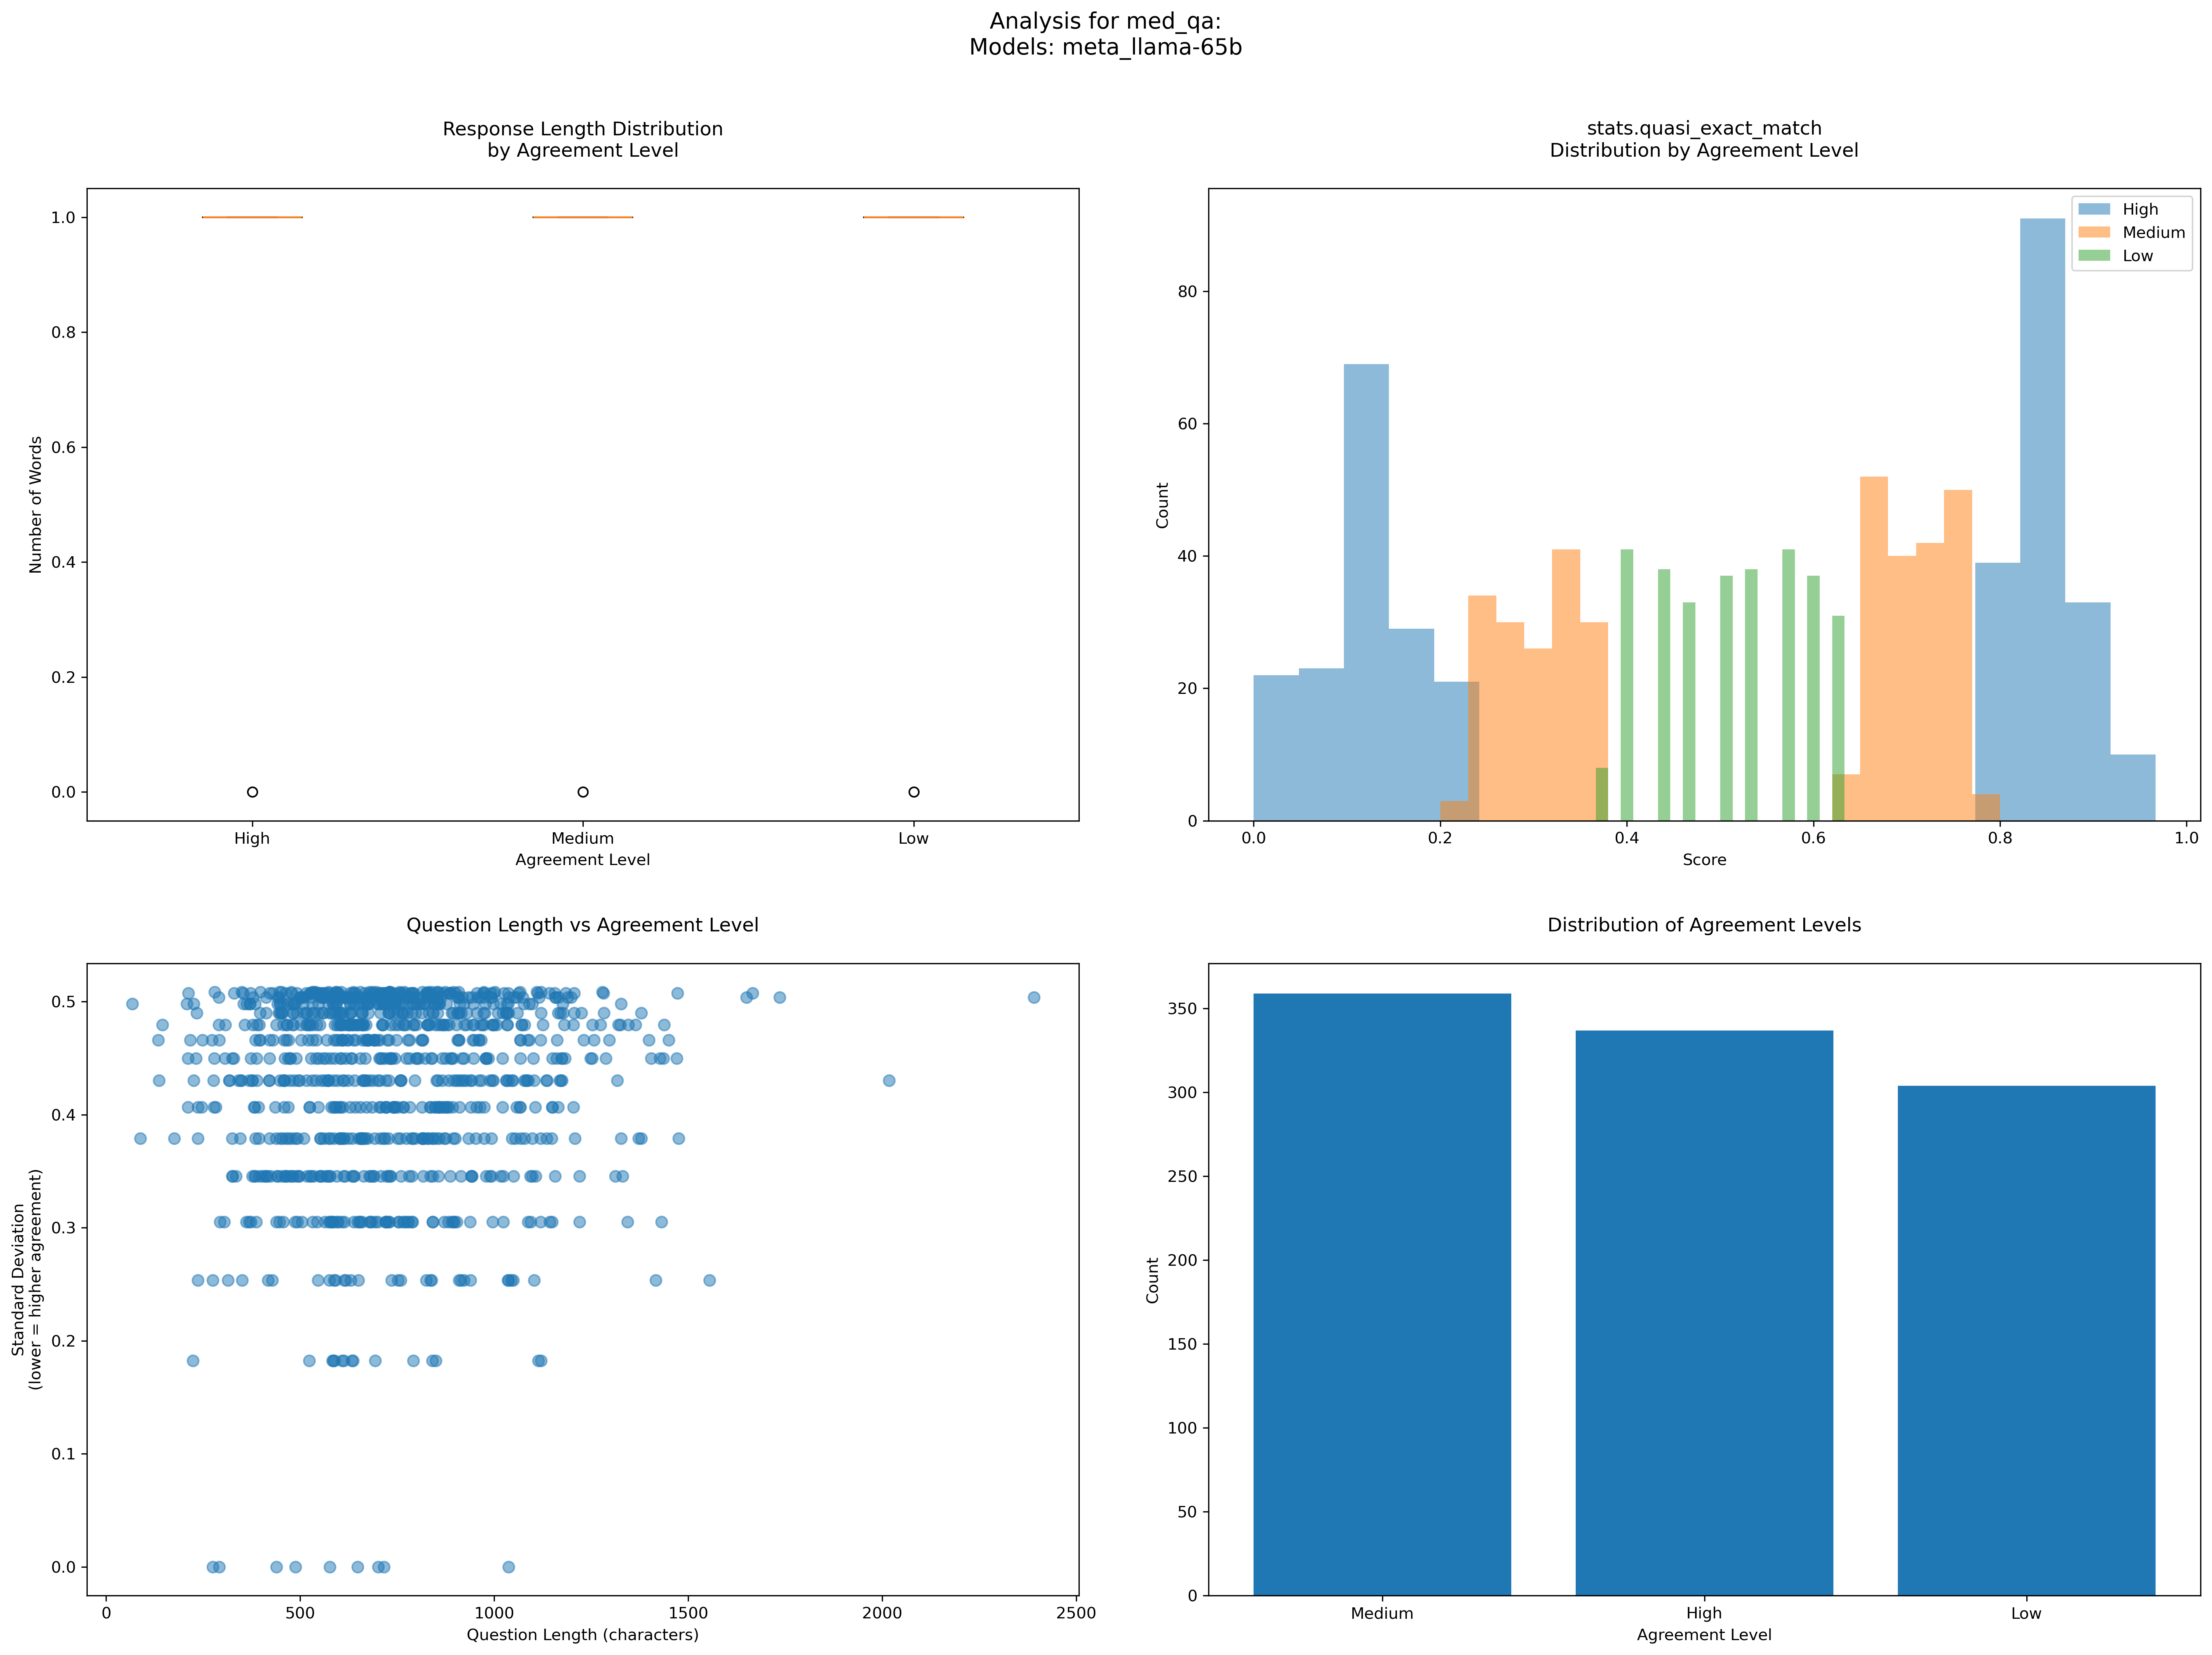 Analysis for med_qa:
Models: meta_llama-65b
Response Length Distribution
by Agreement Level
Number of Words
1.0
0.8
0.6
0.4
0.2
0.0
High
Medium
Low
Agreement Level
stats.quasi_exact_match
Distribution by Agreement Level
High
Medium
Low
Count
80
60
40
20
0
0.0
0.2
0.4
0.6
0.8
1.0
Score
Question Length vs Agreement Level
Standard Deviation
(lower = higher agreement)
0.5
0.4
0.3
0.2
0.1
0.0
0
500
1000
1500
2000
2500
Question Length (characters)
Distribution of Agreement Levels
Count
350
300
250
200
150
100
50
0
Medium
High
Low
Agreement Level